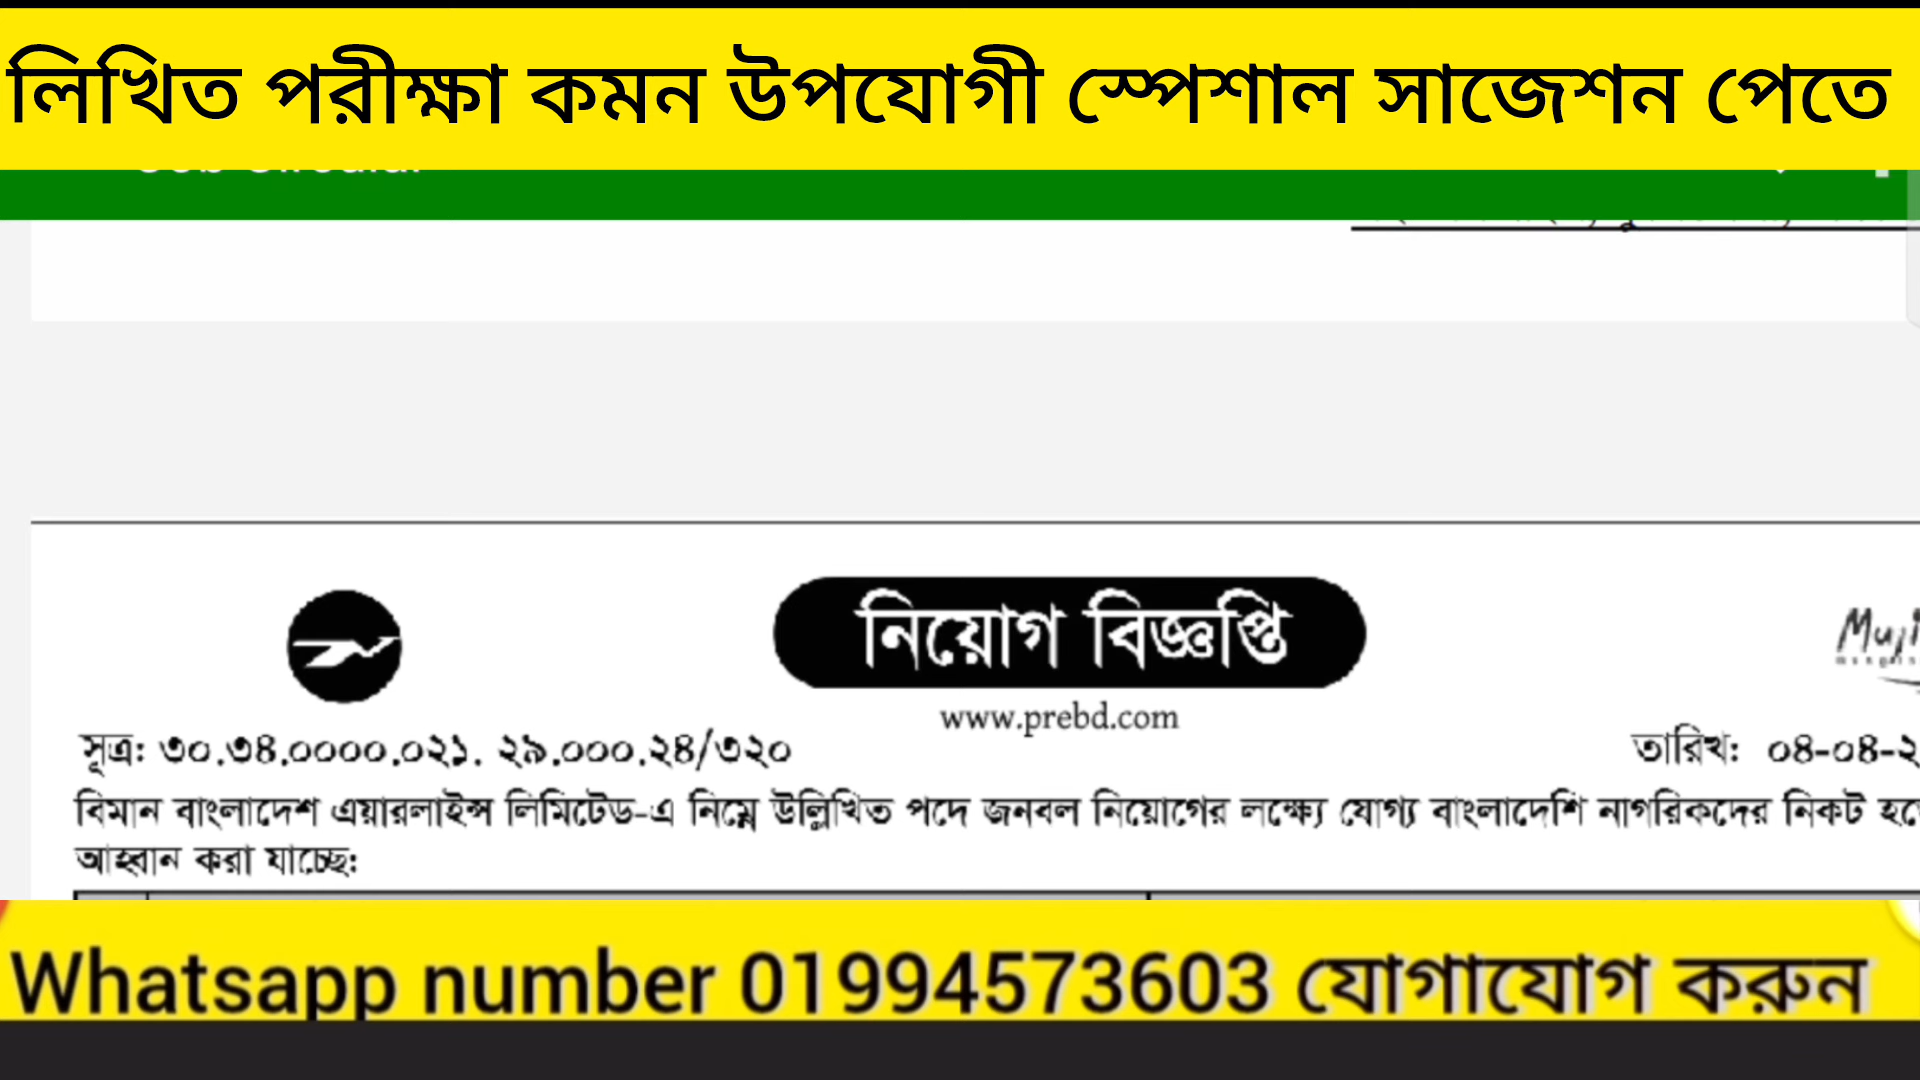 লিখিত পরীক্ষা কমন উপযোগী স্পেশাল সাজেশন পেতে
নিয়োগ বিজ্ঞপ্তি
www.prebd.com
সূত্র: ৩০.৩৪.০০০০.০২১. ২৯.০০০.২৪/৩২০
তারিখ: ০৪-০৪-২
বিমান বাংলাদেশ এয়ারলাইন্স লিমিটেড-এ নিম্নে উল্লিখিত পদে জনবল নিয়োগের লক্ষ্যে যোগ্য বাংলাদেশি নাগরিকদের নিকট
আহ্বান করা যাচ্ছে:
Whatsapp number 01994573603 যোগাযোগ করুন